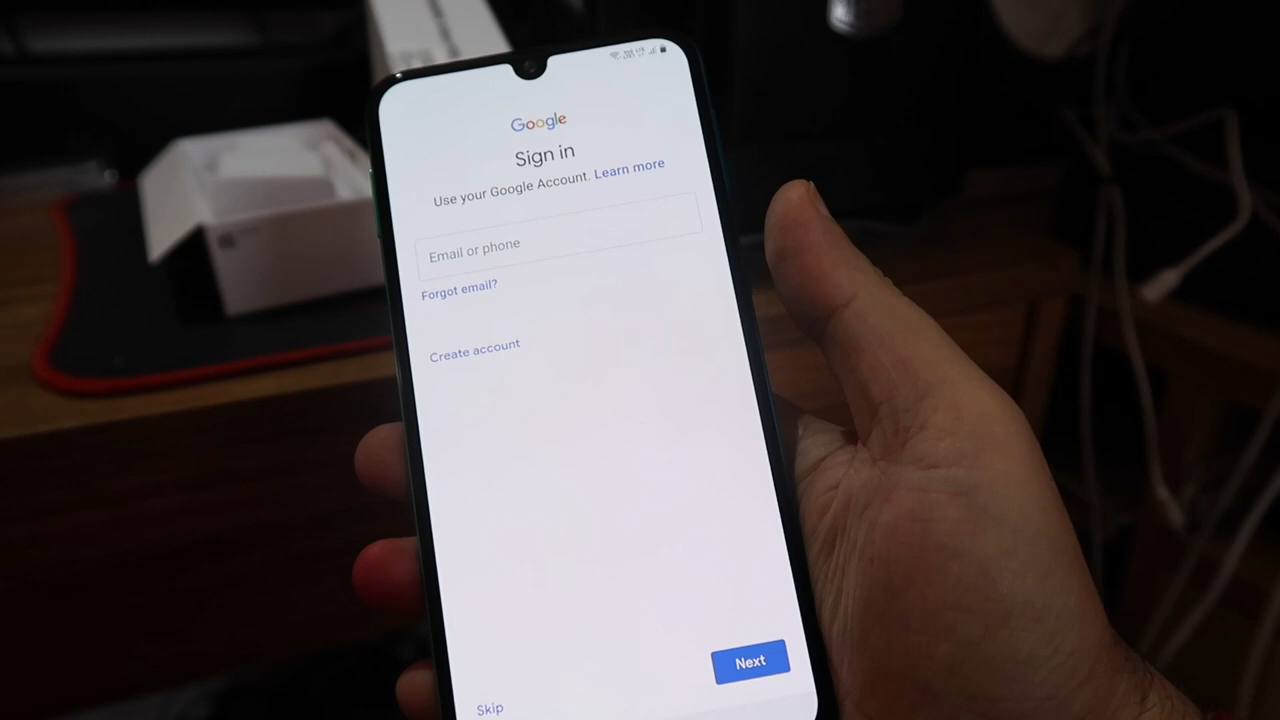 Google
Sign in
Use your Google Account. Learn more
Email or phone
Forgot email?
Create account
Next
Skip